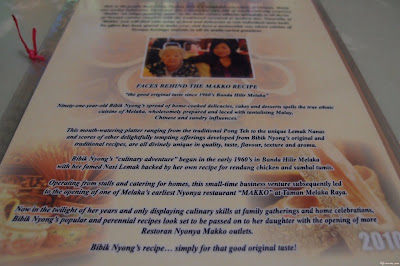 FACES BEHIND THE MAKKO RECIPE
"the good original taste since 1960's Banda Hilir Melaka"
Ninety-one-year-old Bibik Nyong's spread of home-cooked delicacies, cakes and desserts spells the true ethnic
cuisine of Melaka, wholesomely prepared and laced with tantalising Malay,
Chinese and sundry influences.
This mouth-watering platter ranging from the traditional Pong Teh to the unique Lemak Nanas
and scores of other delightfully tempting offerings developed from Bibik Nyong's original and
traditional recipes, are all divinely unique in quality, taste, flavour, texture and aroma.
Bibik Nyong's "culinary adventure" began in the early 1960's in Banda Hilir Melaka
with her famed Nasi Lemak backed by her own recipe for rendang chicken and sambal tumis.
Operating from stalls and catering for homes, this small-time business venture subsequently led
to the opening of one of Melaka's earliest Nyonya restaurant "MAKKO" at Taman Melaka Raya.
Now in the twilight of her years and only displaying culinary skills at family gatherings and home celebrations,
Bibik Nyong's popular and perennial recipes look set to be passed on to her daughter with the opening of more
Restoran Nyonya Makko outlets.
Bibik Nyong's recipe... simply for that good original taste!
2010